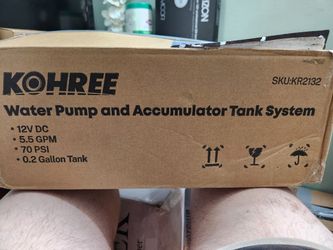 KOHREE
SKU:KR2132
Water Pump and Accumulator Tank System
• 12V DC
• 5.5 GPM
• 70 PSI
• 0.2 Gallon Tank